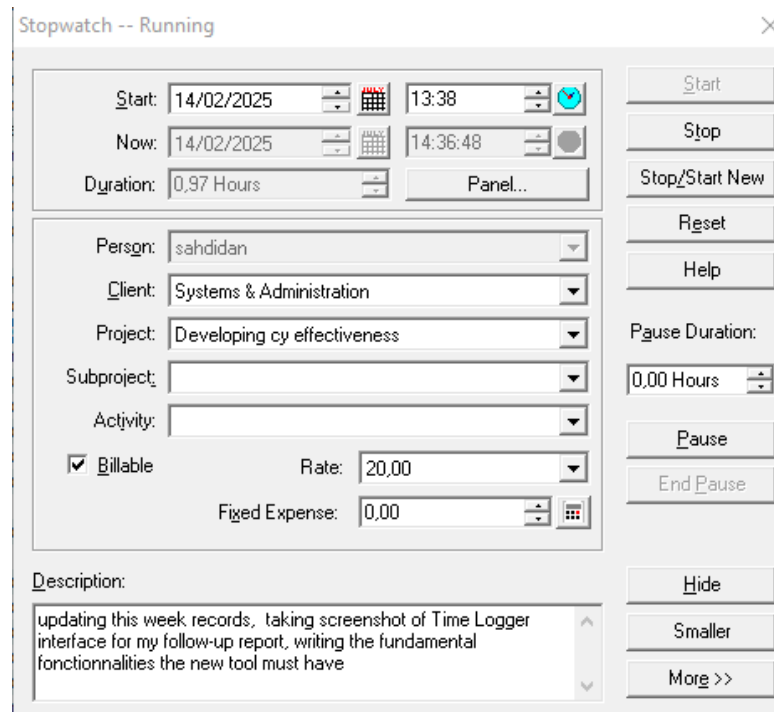 Stopwatch -- Running
Start: 14/02/2025 13:38
Now: 14/02/2025 14:36:48
Duration: 0,97 Hours Panel...
Person: sahdidan
Client: Systems & Administration
Project: Developing cy effectiveness
Subproject:
Activity:
Billable Rate: 20,00
Fixed Expense: 0,00
Description:
updating this week records, taking screenshot of Time Logger
interface for my follow-up report, writing the fundamental
fonctionnalities the new tool must have
Start
Stop
Stop/Start New
Reset
Help
Pause Duration:
0,00 Hours
Pause
End Pause
Hide
Smaller
More >>